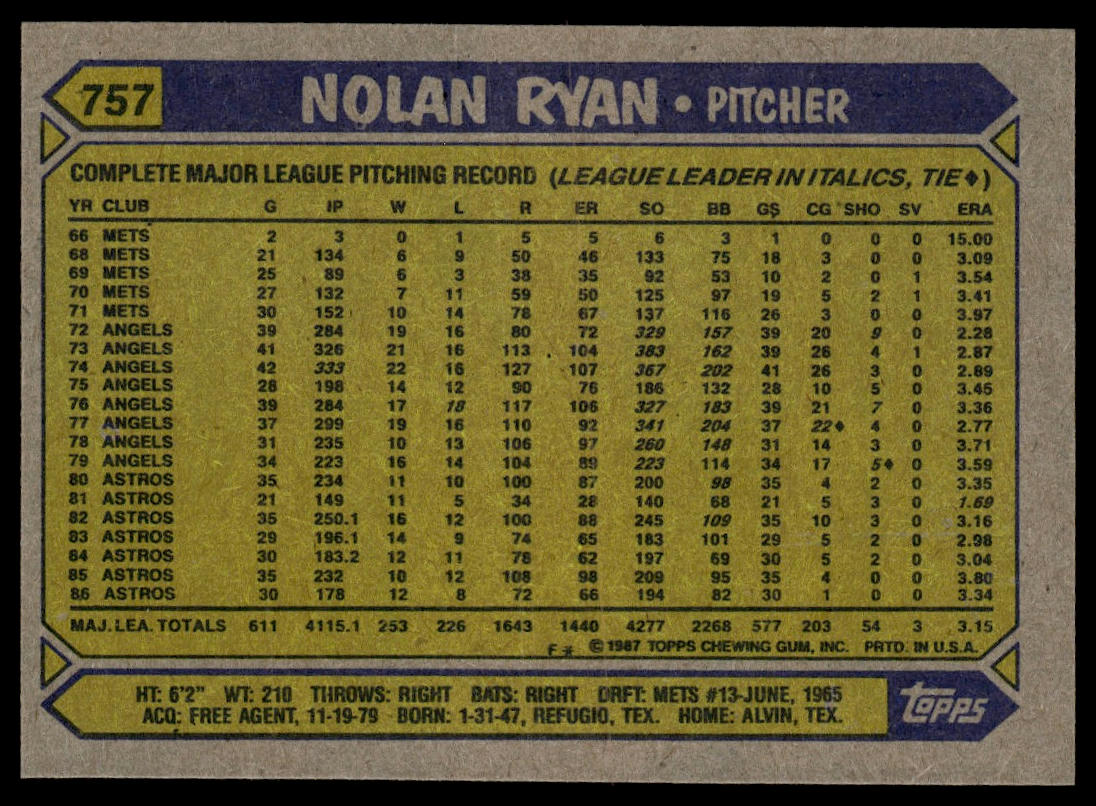 757 NOLAN RYAN • PITCHER
COMPLETE MAJOR LEAGUE PITCHING RECORD (LEAGUE LEADER IN ITALICS, TIE♦)
YR CLUB G IP W L R ER SO BB GS CG SHO SV ERA
66 METS 2 3 0 1 5 5 6 3 1 0 0 0 15.00
68 METS 21 134 6 9 50 46 133 75 18 3 0 0 3.09
69 METS 25 89 6 3 38 35 92 53 10 2 0 1 3.54
70 METS 27 132 7 11 59 50 125 97 19 5 2 1 3.41
71 METS 30 152 10 14 78 67 137 116 26 3 0 0 3.97
72 ANGELS 39 284 19 16 80 72 329 157 39 20 9 0 2.28
73 ANGELS 41 326 21 16 113 104 383 162 39 26 4 1 2.87
74 ANGELS 42 333 22 16 127 107 367 202 41 26 3 0 2.89
75 ANGELS 28 198 14 12 90 76 186 132 28 10 5 0 3.45
76 ANGELS 39 284 17 18 117 106 327 183 39 21 7 0 3.36
77 ANGELS 37 299 19 16 110 92 341 204 37 22♦ 4 0 2.77
78 ANGELS 31 235 10 13 106 97 260 148 31 14 3 0 3.71
79 ANGELS 34 223 16 14 104 89 223 114 34 17 5♦ 0 3.59
80 ASTROS 35 234 11 10 100 87 200 98 35 4 2 0 3.35
81 ASTROS 21 149 11 5 34 28 140 68 21 5 3 0 1.69
82 ASTROS 35 250.1 16 12 100 88 245 109 35 10 3 0 3.16
83 ASTROS 29 196.1 14 9 74 65 183 101 29 5 2 0 2.98
84 ASTROS 30 183.2 12 11 78 62 197 69 30 5 2 0 3.04
85 ASTROS 35 232 10 12 108 98 209 95 35 4 0 0 3.80
86 ASTROS 30 178 12 8 72 66 194 82 30 1 0 0 3.34
MAJ. LEA. TOTALS 611 4115.1 253 226 1643 1440 4277 2268 577 203 54 3 3.15
F* ©1987 TOPPS CHEWING GUM, INC. PRTD. IN U.S.A.
HT: 6'2" WT: 210 THROWS: RIGHT BATS: RIGHT DRFT: METS #13-JUNE, 1965
ACQ: FREE AGENT, 11-19-79 BORN: 1-31-47, REFUGIO, TEX. HOME: ALVIN, TEX.
topps